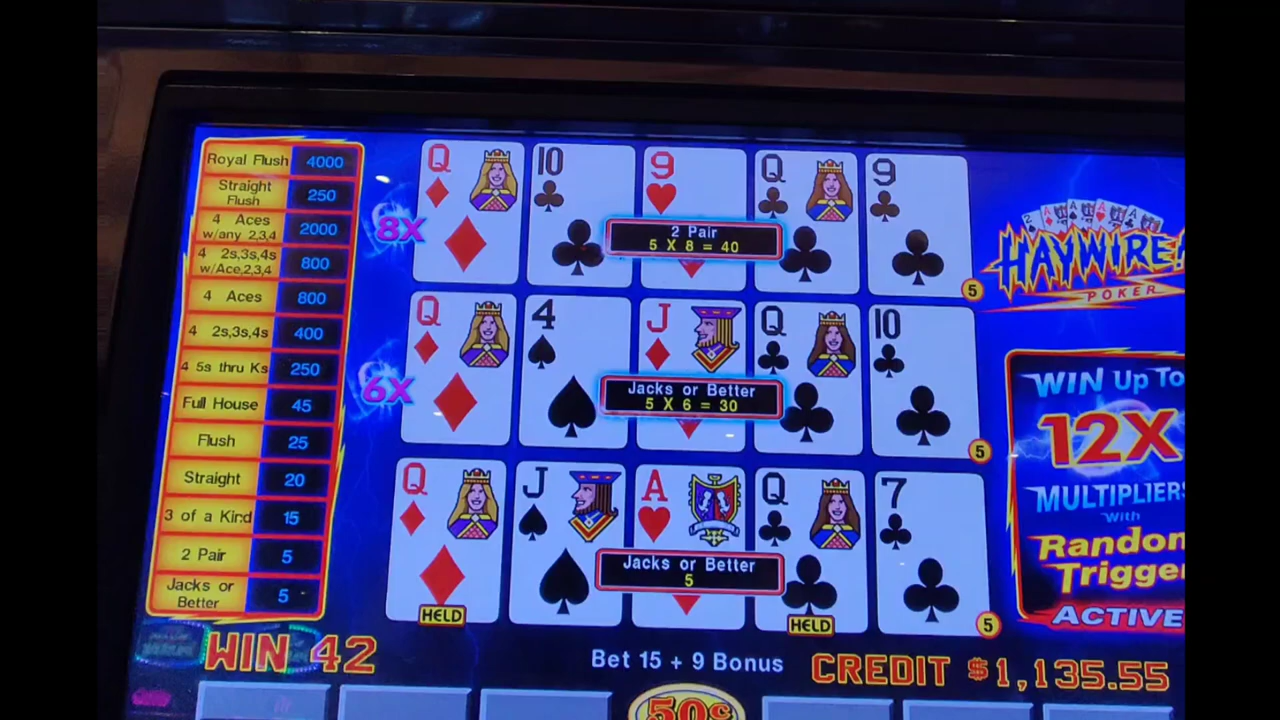 Royal Flush 4000
Straight Flush 250
4 Aces w/any 2,3,4 2000
4 2s,3s,4s w/Ace,2,3,4 800
4 Aces 800
4 2s,3s,4s 400
4 5s thru Ks 250
Full House 45
Flush 25
Straight 20
3 of a Kind 15
2 Pair 5
Jacks or Better 5
8X
Q 10 9 Q 9
2 Pair
5 X 8 = 40
5
6X
Q 4 J Q 10
Jacks or Better
5 X 6 = 30
5
Q J A Q 7
Jacks or Better
5
HELD HELD
5
2 A A A A
HAYWIRE!
POKER
WIN Up To
12X
MULTIPLIERS
With
Random
Trigger
ACTIVE
WIN 42
Bet 15 + 9 Bonus
CREDIT $1,135.55
50¢